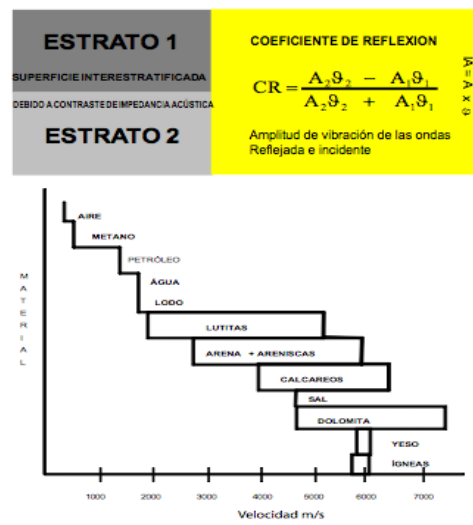 ESTRATO 1
SUPERFICIE INTERESTRATIFICADA
DEBIDO A CONTRASTE DE IMPEDANCIA ACÚSTICA
ESTRATO 2
COEFICIENTE DE REFLEXION
CR = (A₂ϑ₂ − A₁ϑ₁) / (A₂ϑ₂ + A₁ϑ₁)
Amplitud de vibración de las ondas
Reflejada e incidente
IA = A x ϑ
MATERIAL
AIRE
METANO
PETRÓLEO
ÁGUA
LODO
LUTITAS
ARENA + ARENISCAS
CALCAREOS
SAL
DOLOMITA
YESO
ÍGNEAS
1000 2000 3000 4000 5000 6000 7000
Velocidad m/s